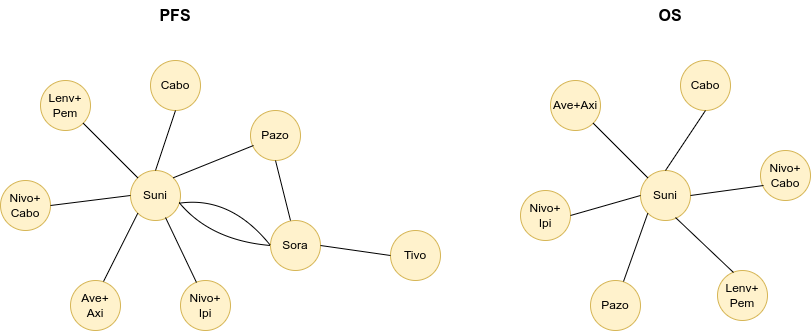 PFS
Cabo
Lenv+
Pem
Pazo
Suni
Nivo+
Cabo
Sora
Tivo
Ave+
Axi
Nivo+
Ipi
OS
Cabo
Ave+Axi
Nivo+
Cabo
Suni
Nivo+
Ipi
Lenv+
Pem
Pazo